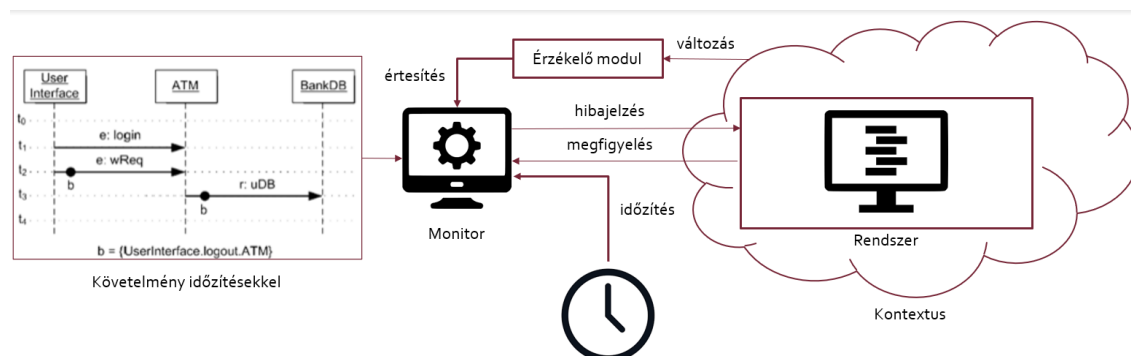 User
Interface
ATM
BankDB
t0
t1
t2
t3
t4
e: login
e: wReq
b
r: uDB
b
b = {UserInterface.logout.ATM}
Követelmény időzítésekkel
értesítés
Érzékelő modul
változás
hibajelzés
megfigyelés
időzítés
Monitor
Rendszer
Kontextus